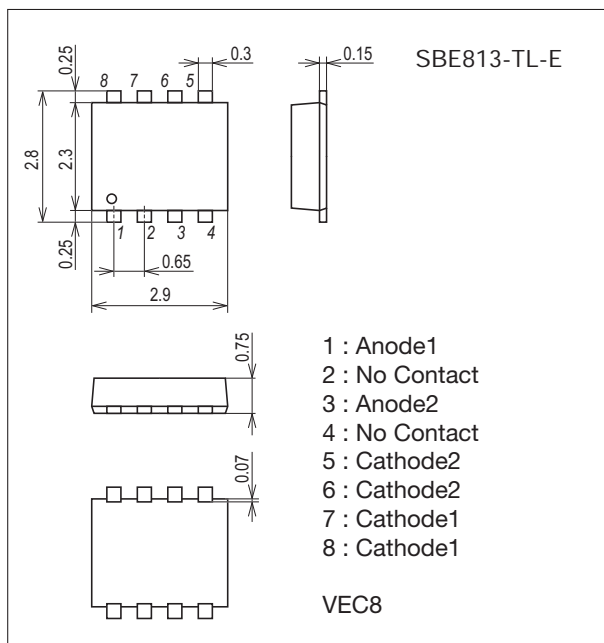 SBE813-TL-E
0.25
8 7 6 5
0.3
0.15
2.8
2.3
0.25
1 2 3 4
0.65
2.9
0.75
0.07
1 : Anode1
2 : No Contact
3 : Anode2
4 : No Contact
5 : Cathode2
6 : Cathode2
7 : Cathode1
8 : Cathode1
VEC8